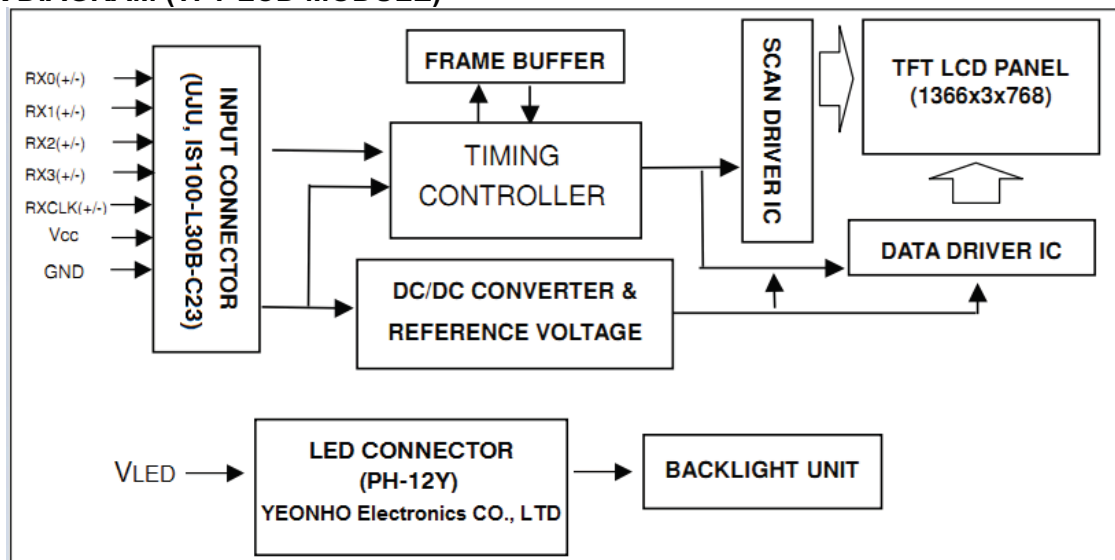 FRAME BUFFER
RX0(+/-)
RX1(+/-)
RX2(+/-)
RX3(+/-)
RXCLK(+/-)
Vcc
GND
INPUT CONNECTOR
(UJU, IS100-L30B-C23)
TIMING
CONTROLLER
SCAN DRIVER IC
TFT LCD PANEL
(1366x3x768)
DATA DRIVER IC
DC/DC CONVERTER &
REFERENCE VOLTAGE
VLED
LED CONNECTOR
(PH-12Y)
YEONHO Electronics CO., LTD
BACKLIGHT UNIT